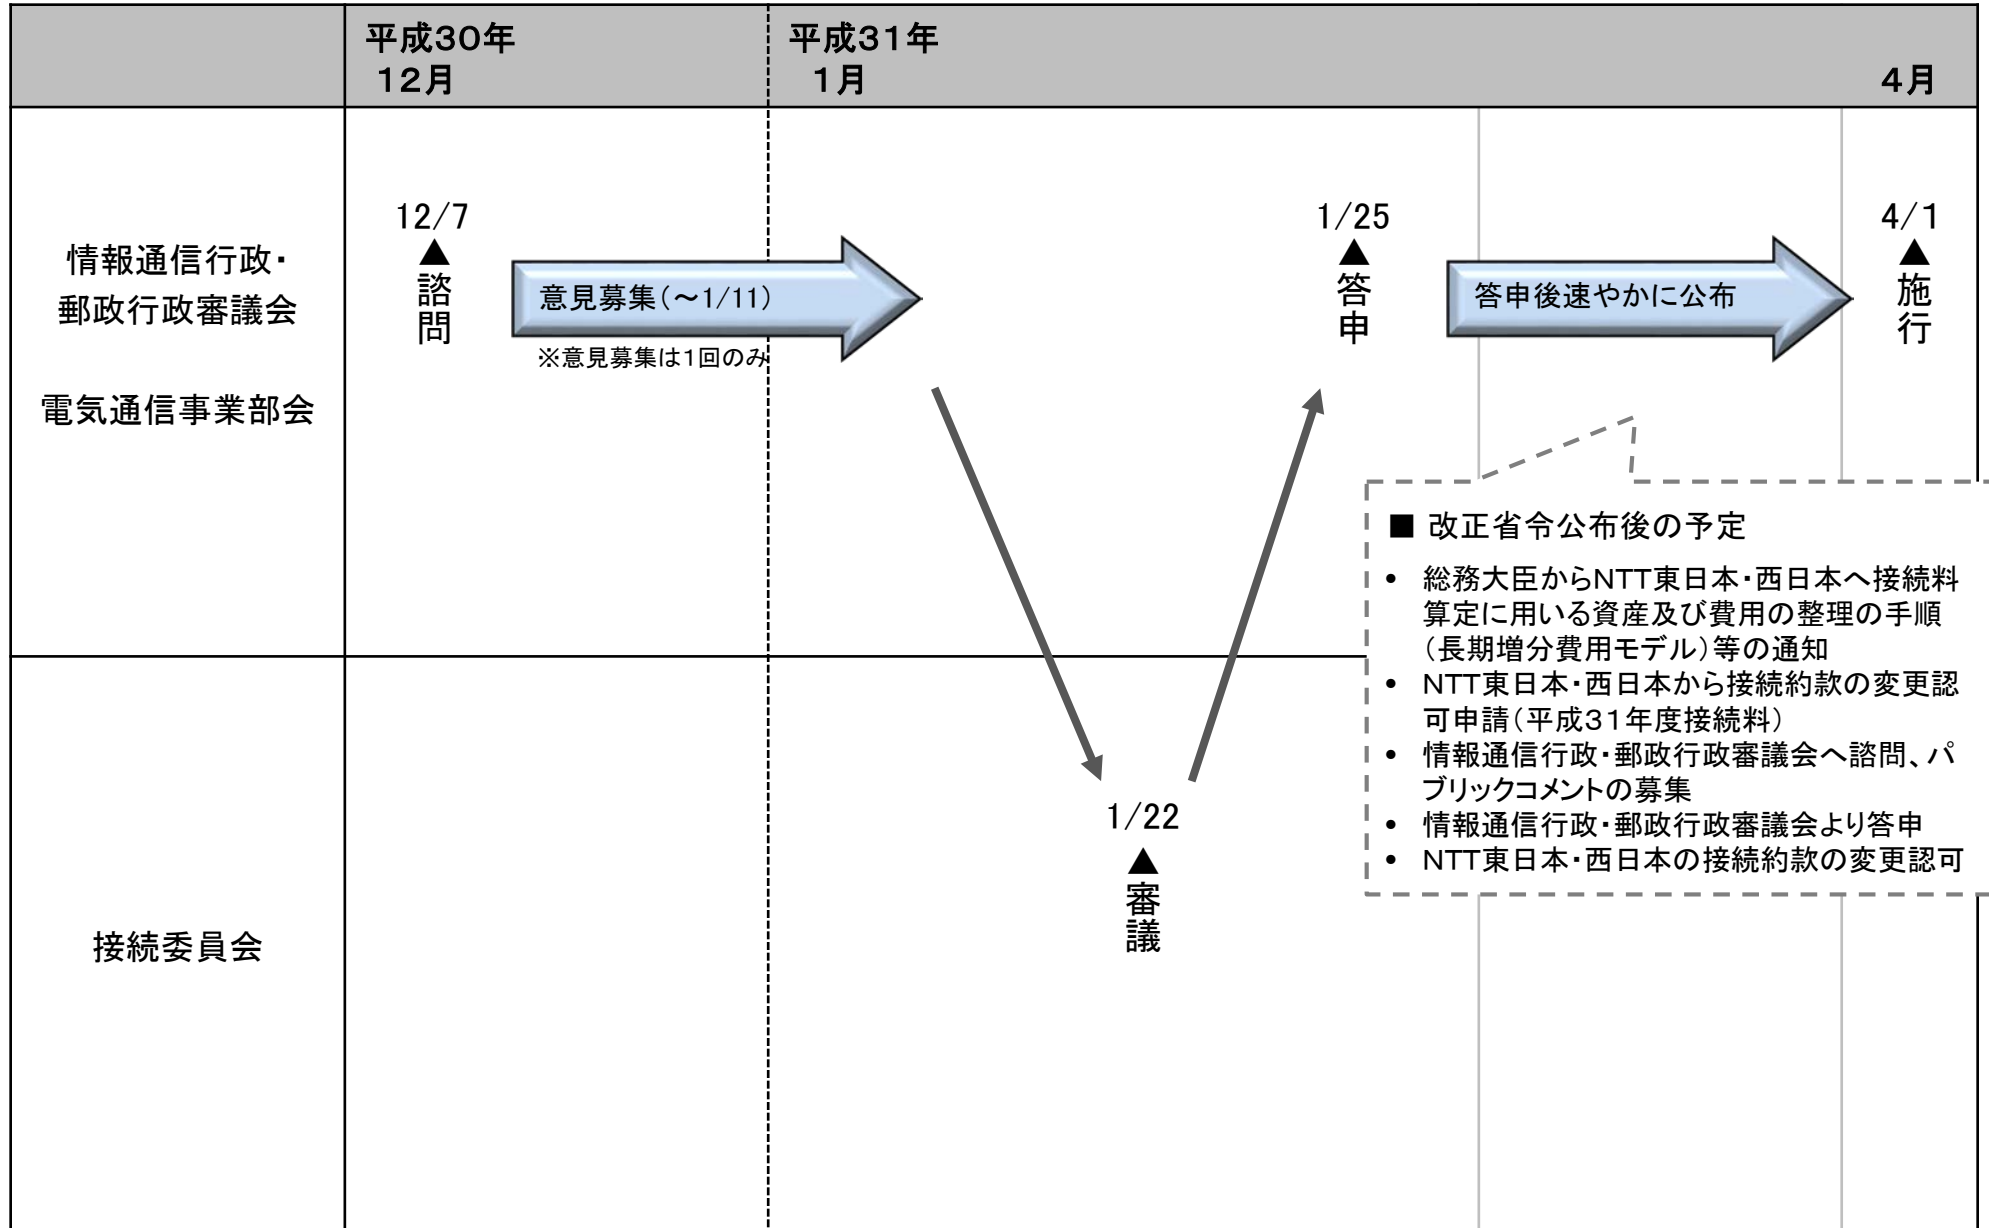 平成30年
12月
平成31年
1月
4月
情報通信行政・
郵政行政審議会
電気通信事業部会
12/7
▲
諮問
意見募集(～1/11)
※意見募集は1回のみ
1/25
▲
答申
答申後速やかに公布
4/1
▲
施行
■ 改正省令公布後の予定
• 総務大臣からNTT東日本・西日本へ接続料
算定に用いる資産及び費用の整理の手順
(長期増分費用モデル)等の通知
• NTT東日本・西日本から接続約款の変更認
可申請(平成31年度接続料)
• 情報通信行政・郵政行政審議会へ諮問、パ
ブリックコメントの募集
• 情報通信行政・郵政行政審議会より答申
• NTT東日本・西日本の接続約款の変更認可
接続委員会
1/22
▲
審議